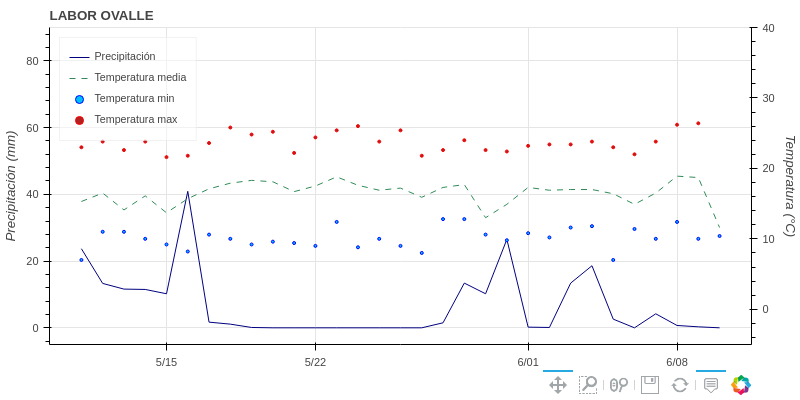 LABOR OVALLE
Precipitación
Temperatura media
Temperatura min
Temperatura max
Precipitación (mm)
80
60
40
20
0
Temperatura (°C)
40
30
20
10
0
5/15
5/22
6/01
6/08